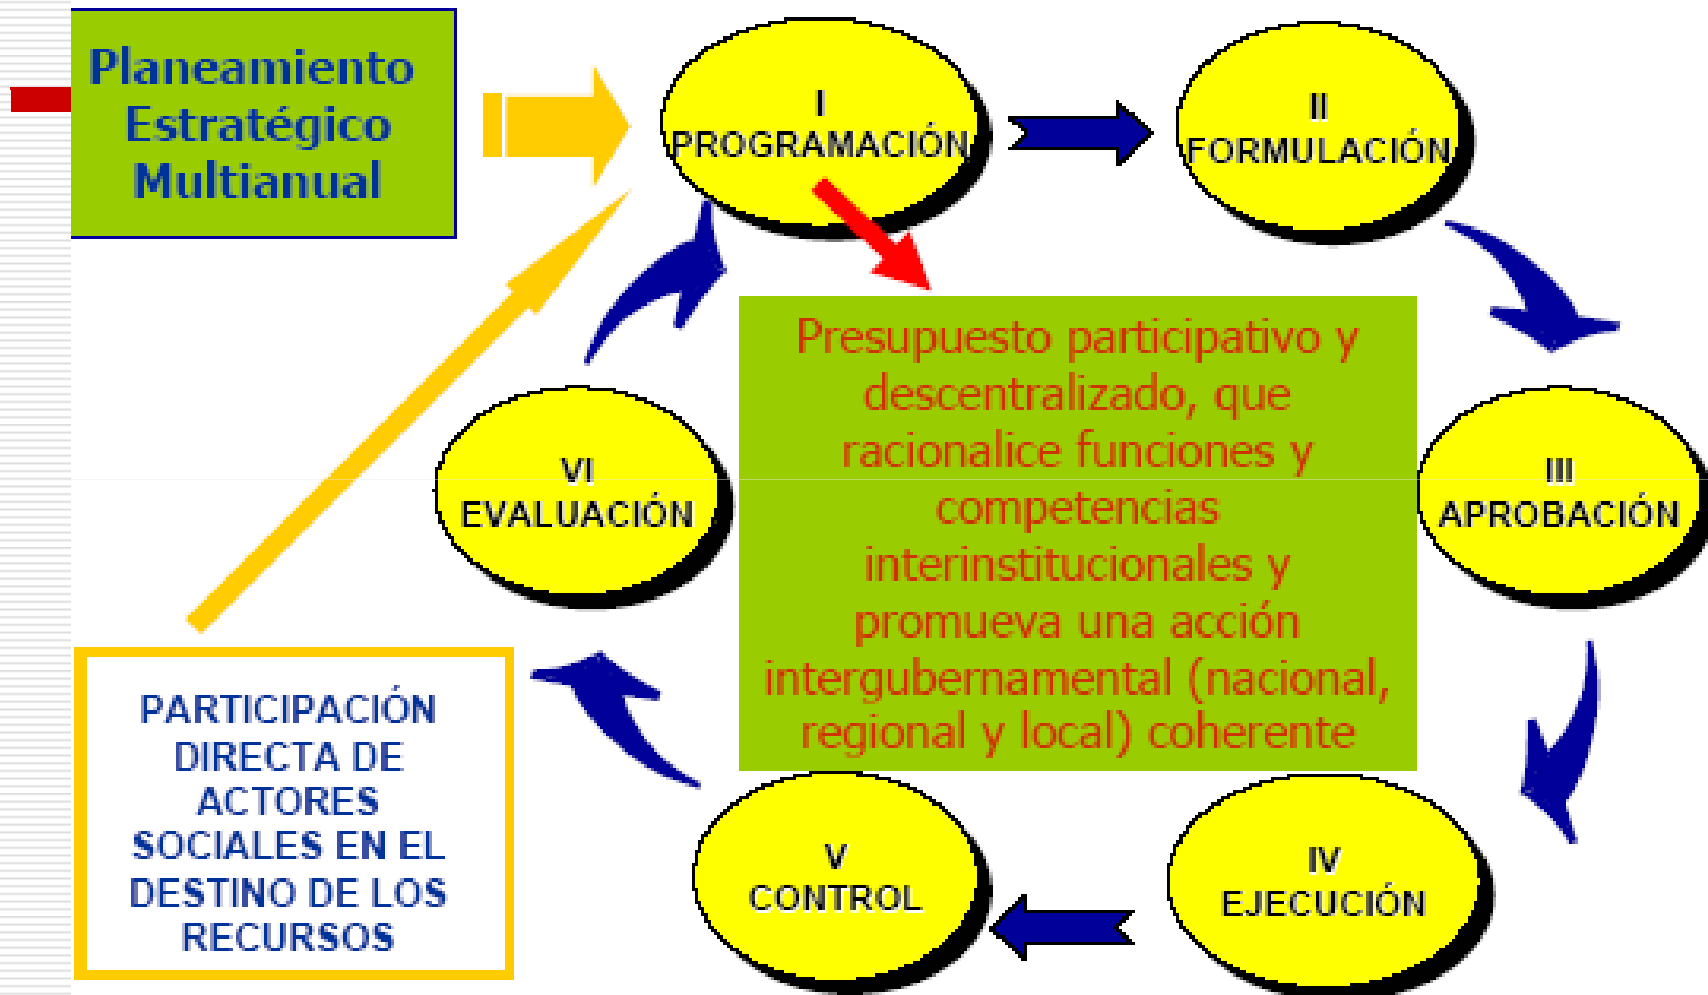 Planeamiento
Estratégico
Multianual
I
PROGRAMACIÓN
II
FORMULACIÓN
Presupuesto participativo y
descentralizado, que
racionalice funciones y
competencias
interinstitucionales y
promueva una acción
intergubernamental (nacional,
regional y local) coherente
III
APROBACIÓN
IV
EJECUCIÓN
V
CONTROL
VI
EVALUACIÓN
PARTICIPACIÓN
DIRECTA DE
ACTORES
SOCIALES EN EL
DESTINO DE LOS
RECURSOS